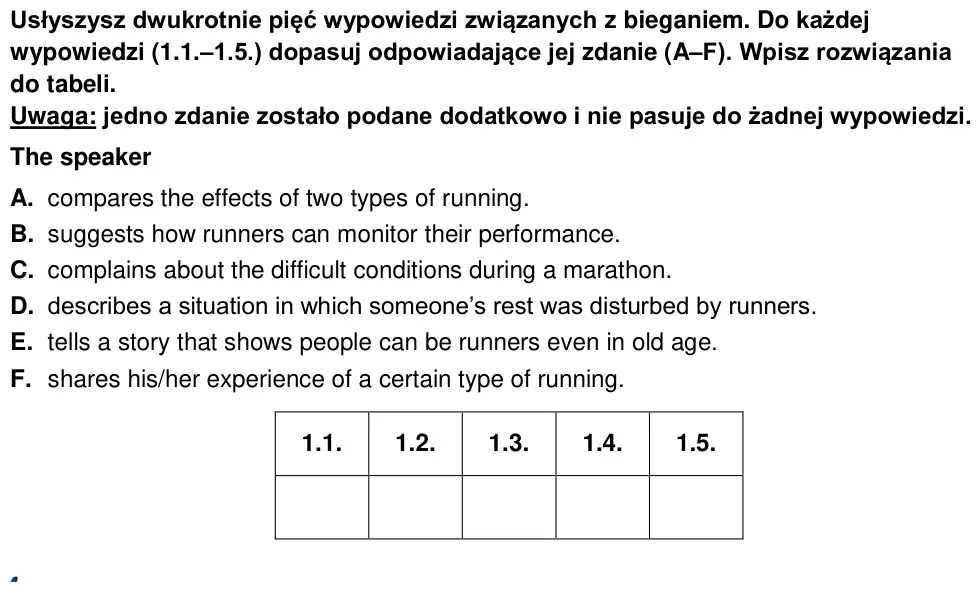 Usłyszysz dwukrotnie pięć wypowiedzi związanych z bieganiem. Do każdej
wypowiedzi (1.1.–1.5.) dopasuj odpowiadające jej zdanie (A–F). Wpisz rozwiązania
do tabeli.
Uwaga: jedno zdanie zostało podane dodatkowo i nie pasuje do żadnej wypowiedzi.
The speaker
A. compares the effects of two types of running.
B. suggests how runners can monitor their performance.
C. complains about the difficult conditions during a marathon.
D. describes a situation in which someone's rest was disturbed by runners.
E. tells a story that shows people can be runners even in old age.
F. shares his/her experience of a certain type of running.
1.1. 1.2. 1.3. 1.4. 1.5.